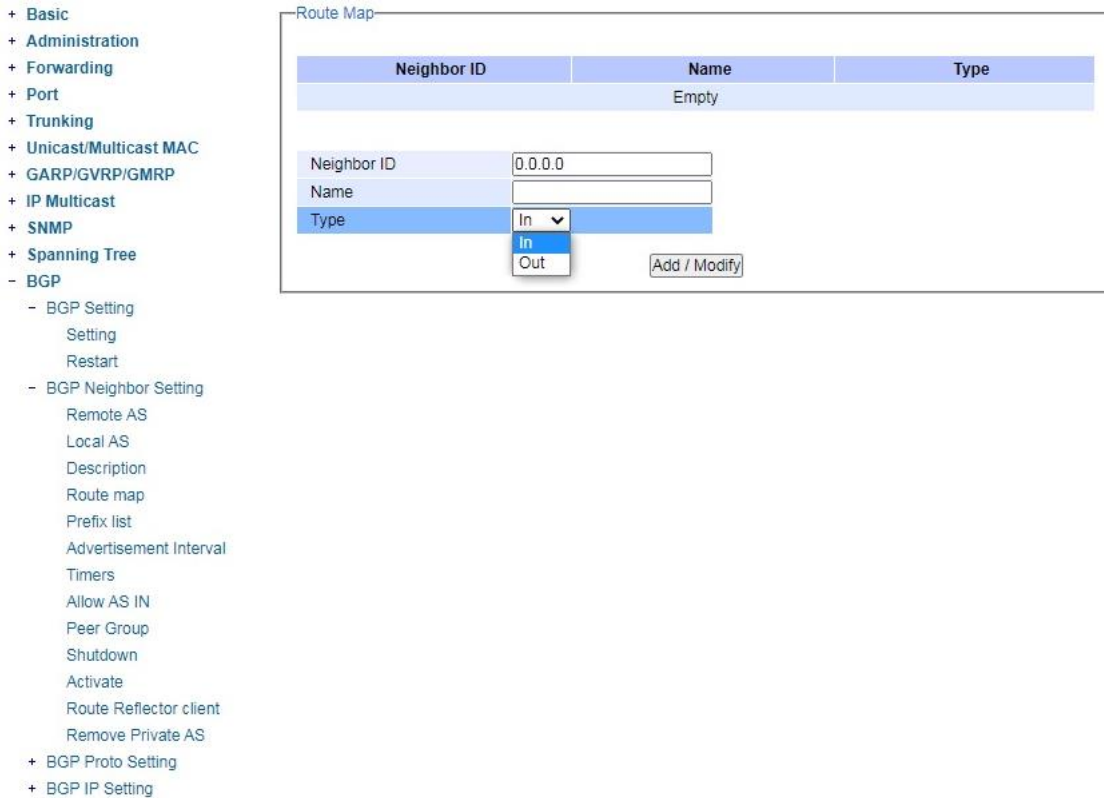 + Basic
+ Administration
+ Forwarding
+ Port
+ Trunking
+ Unicast/Multicast MAC
+ GARP/GVRP/GMRP
+ IP Multicast
+ SNMP
+ Spanning Tree
- BGP
- BGP Setting
Setting
Restart
- BGP Neighbor Setting
Remote AS
Local AS
Description
Route map
Prefix list
Advertisement Interval
Timers
Allow AS IN
Peer Group
Shutdown
Activate
Route Reflector client
Remove Private AS
+ BGP Proto Setting
+ BGP IP Setting
Route Map
Neighbor ID Name Type
Empty
Neighbor ID 0.0.0.0
Name
Type In
In
Out
Add / Modify